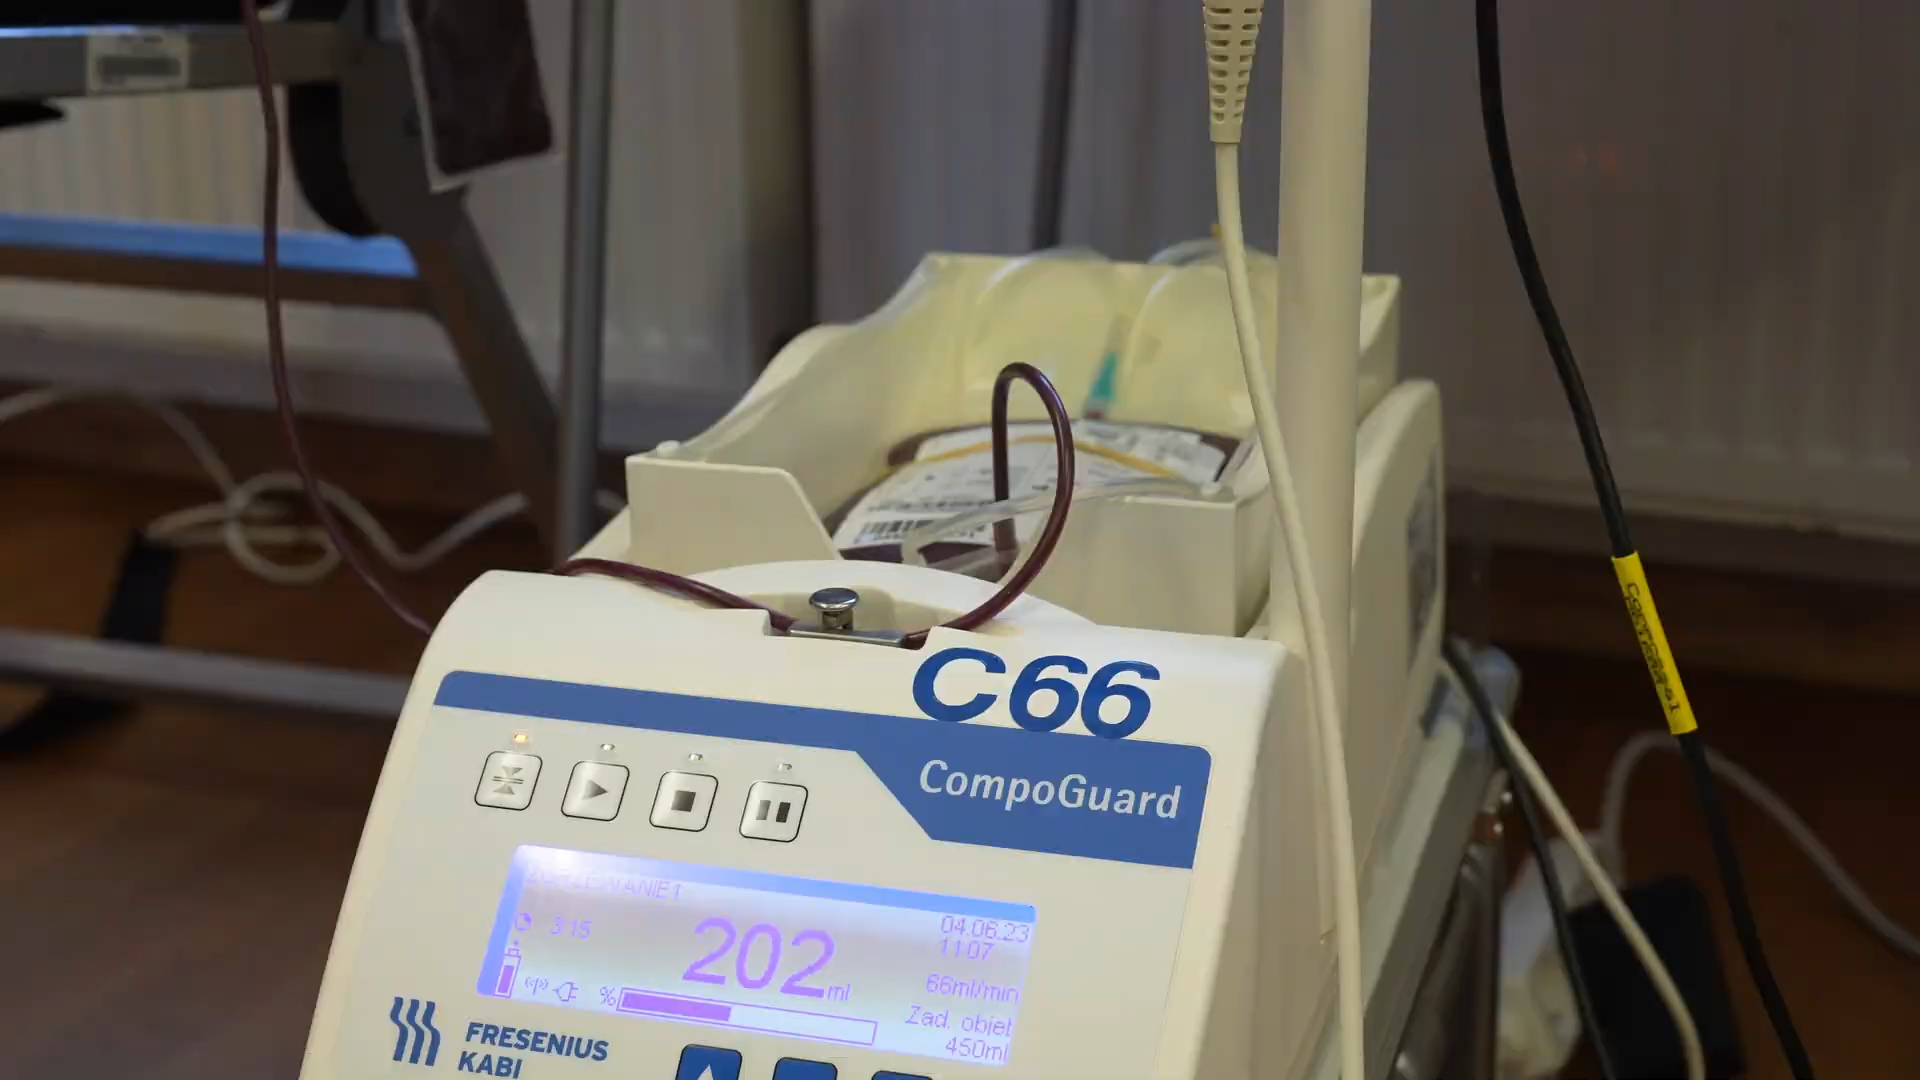 C66
CompoGuard
3:15
202 ml
04.06.23
11:07
66ml/min
%
Zad. objet
450ml
FRESENIUS
KABI